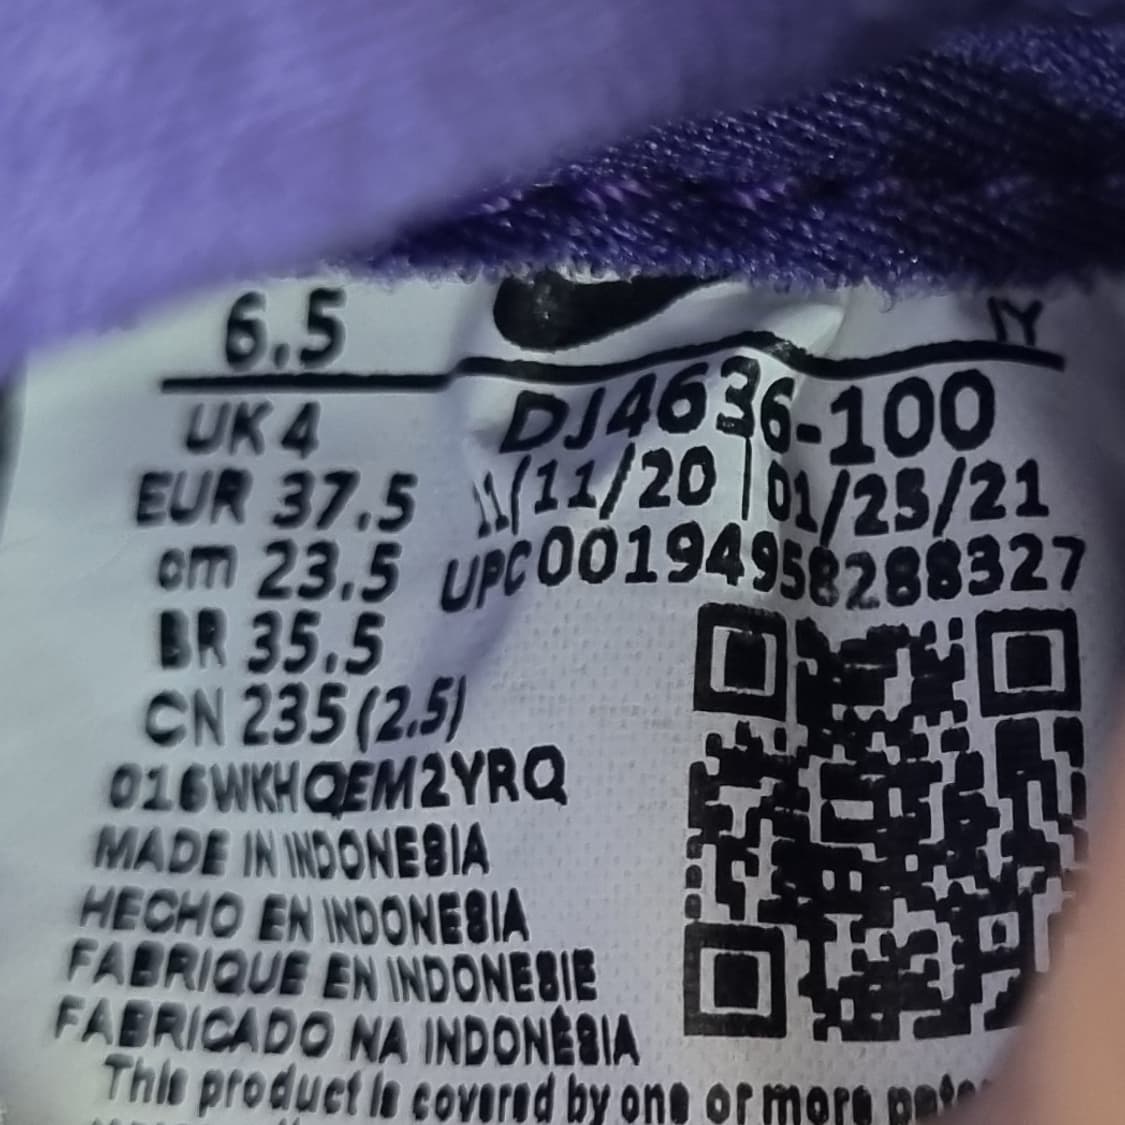 6.5
JY
UK 4
DJ4636-100
EUR 37.5
11/11/20 | 01/25/21
cm 23.5
UPC 00194958288327
BR 35.5
CN 235 (2.5)
016WKHQEM2YRQ
MADE IN INDONESIA
HECHO EN INDONESIA
FABRIQUE EN INDONESIE
FABRICADO NA INDONÉSIA
This product is covered by one or more